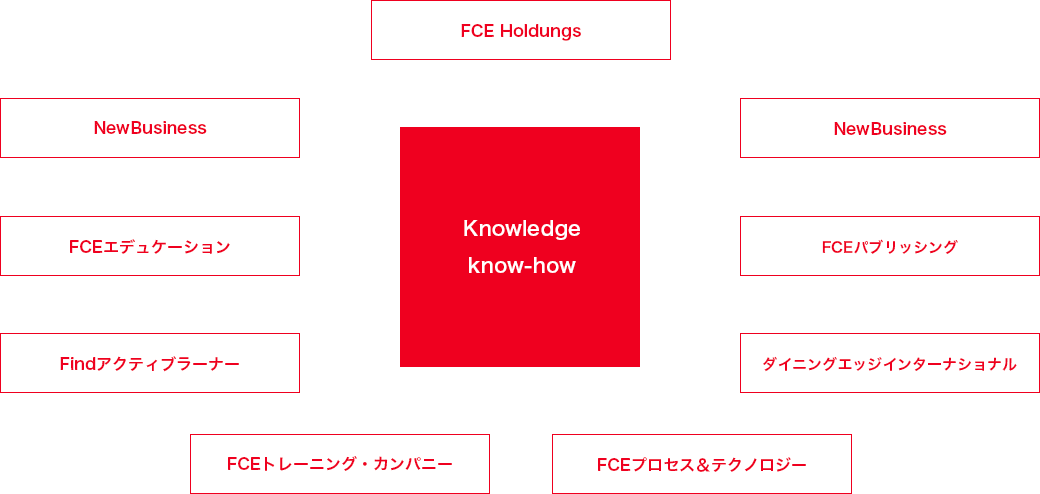 FCE Holdungs
NewBusiness
NewBusiness
Knowledge
know-how
FCEエデュケーション
FCEパブリッシング
Findアクティブラーナー
ダイニングエッジインターナショナル
FCEトレーニング・カンパニー
FCEプロセス＆テクノロジー